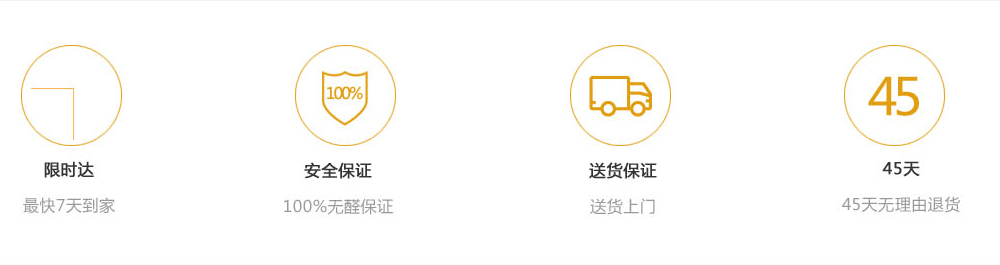 100%
45
限时达
安全保证
送货保证
45天
最快7天到家
100%无醛保证
送货上门
45天无理由退货